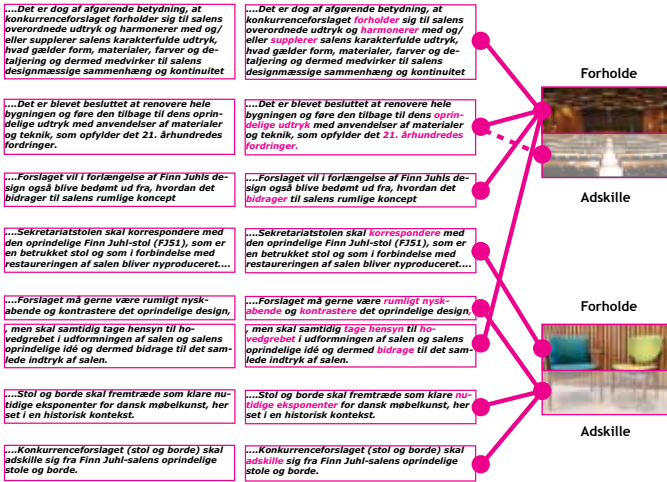 ....Det er dog af afgørende betydning, at
konkurrenceforslaget forholder sig til salens
overordnede udtryk og harmonerer med og/
eller supplerer salens karakterfulde udtryk,
hvad gælder form, materialer, farver og de-
taljering og dermed medvirker til salens
designmæssige sammenhæng og kontinuitet
....Det er blevet besluttet at renovere hele
bygningen og føre den tilbage til dens oprin-
delige udtryk med anvendelser af materialer
og teknik, som opfylder det 21. århundredes
fordringer.
....Forslaget vil i forlængelse af Finn Juhls de-
sign også blive bedømt ud fra, hvordan det
bidrager til salens rumlige koncept
....Sekretariatstolen skal korrespondere med
den oprindelige Finn Juhl-stol (FJ51), som er
en betrukket stol og som i forbindelse med
restaureringen af salen bliver nyproduceret....
....Forslaget må gerne være rumligt nysk-
abende og kontrastere det oprindelige design,
, men skal samtidig tage hensyn til ho-
vedgrebet i udformningen af salen og salens
oprindelige idé og dermed bidrage til det sam-
lede indtryk af salen.
....Stol og borde skal fremtræde som klare nu-
tidige eksponenter for dansk møbelkunst, her
set i en historisk kontekst.
....Konkurrenceforslaget (stol og borde) skal
adskille sig fra Finn Juhl-salens oprindelige
stole og borde.
....Det er dog af afgørende betydning, at
konkurrenceforslaget forholder sig til salens
overordnede udtryk og harmonerer med og/
eller supplerer salens karakterfulde udtryk,
hvad gælder form, materialer, farver og de-
taljering og dermed medvirker til salens
designmæssige sammenhæng og kontinuitet
....Det er blevet besluttet at renovere hele
bygningen og føre den tilbage til dens oprin-
delige udtryk med anvendelser af materialer
og teknik, som opfylder det 21. århundredes
fordringer.
....Forslaget vil i forlængelse af Finn Juhls de-
sign også blive bedømt ud fra, hvordan det
bidrager til salens rumlige koncept
....Sekretariatstolen skal korrespondere med
den oprindelige Finn Juhl-stol (FJ51), som er
en betrukket stol og som i forbindelse med
restaureringen af salen bliver nyproduceret....
....Forslaget må gerne være rumligt nysk-
abende og kontrastere det oprindelige design,
, men skal samtidig tage hensyn til ho-
vedgrebet i udformningen af salen og salens
oprindelige idé og dermed bidrage til det sam-
lede indtryk af salen.
....Stol og borde skal fremtræde som klare nu-
tidige eksponenter for dansk møbelkunst, her
set i en historisk kontekst.
....Konkurrenceforslaget (stol og borde) skal
adskille sig fra Finn Juhl-salens oprindelige
stole og borde.
Forholde
Adskille
Forholde
Adskille